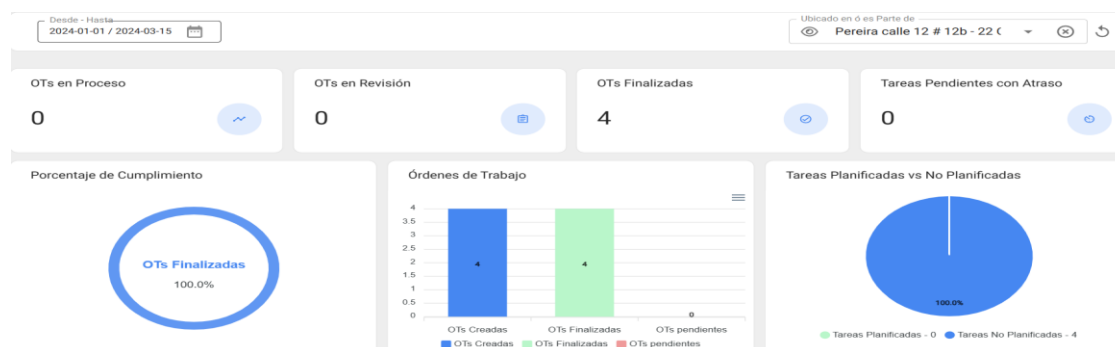 Desde - Hasta
2024-01-01 / 2024-03-15
Ubicado en ó es Parte de
Pereira calle 12 # 12b - 22 (
OTs en Proceso
0
OTs en Revisión
0
OTs Finalizadas
4
Tareas Pendientes con Atraso
0
Porcentaje de Cumplimiento
OTs Finalizadas
100.0%
Órdenes de Trabajo
4
3.5
3
2.5
2
1.5
1
0.5
0
4
4
0
OTs Creadas
OTs Finalizadas
OTs pendientes
OTs Creadas
OTs Finalizadas
OTs pendientes
Tareas Planificadas vs No Planificadas
100.0%
Tareas Planificadas - 0
Tareas No Planificadas - 4